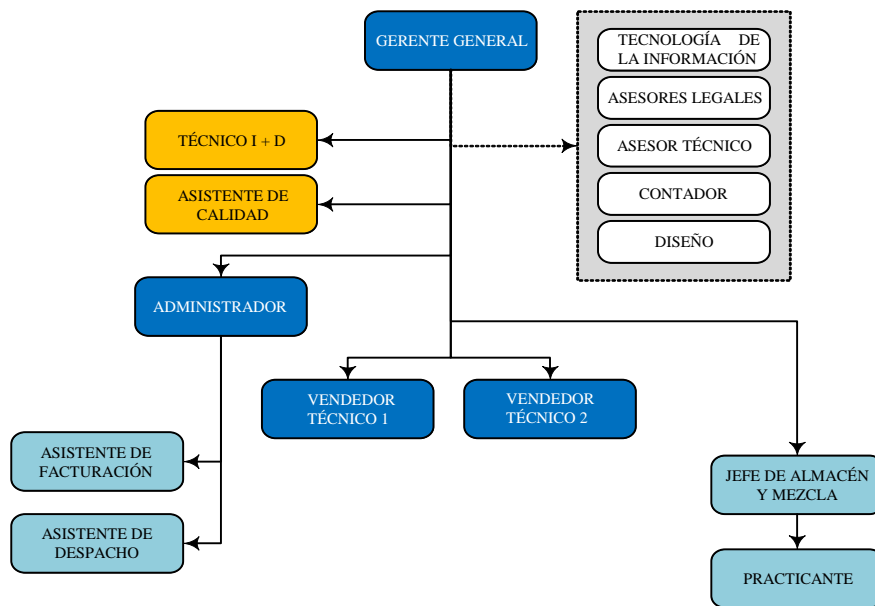 GERENTE GENERAL
TECNOLOGÍA DE
LA INFORMACIÓN
ASESORES LEGALES
ASESOR TÉCNICO
CONTADOR
DISEÑO
TÉCNICO I + D
ASISTENTE DE
CALIDAD
ADMINISTRADOR
VENDEDOR
TÉCNICO 1
VENDEDOR
TÉCNICO 2
ASISTENTE DE
FACTURACIÓN
JEFE DE ALMACÉN
Y MEZCLA
ASISTENTE DE
DESPACHO
PRACTICANTE